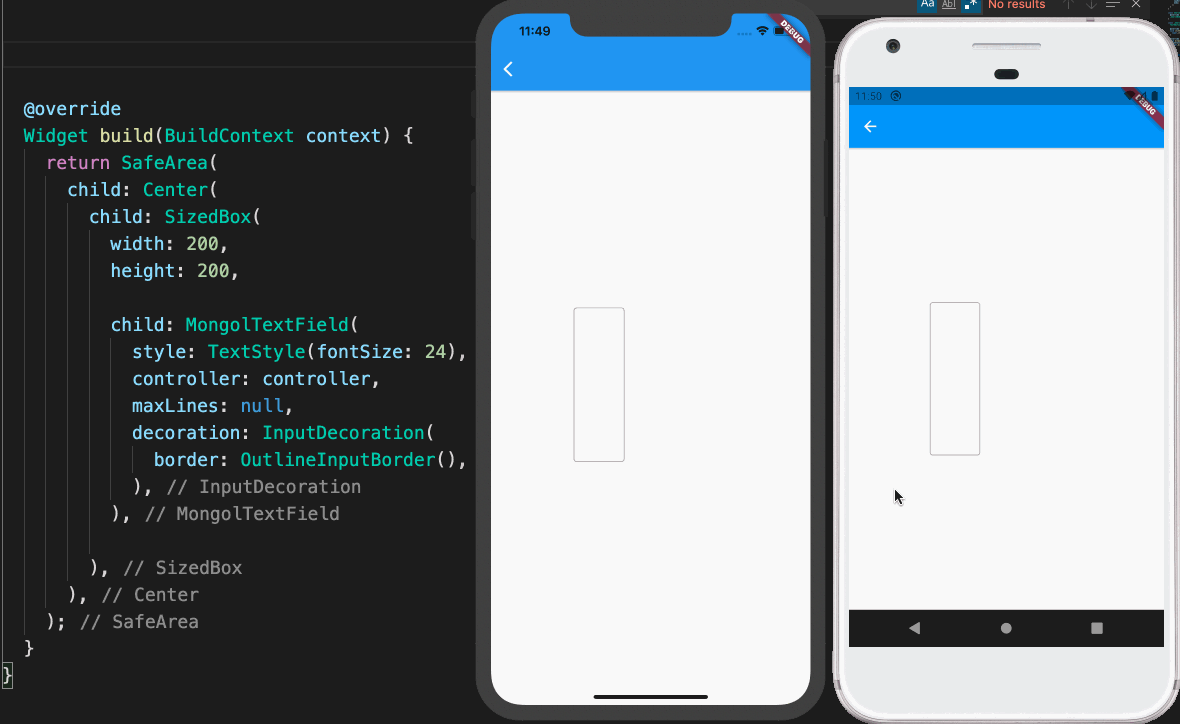 Aa Abl .* No results
@override
Widget build(BuildContext context) {
return SafeArea(
child: Center(
child: SizedBox(
width: 200,
height: 200,
child: MongolTextField(
style: TextStyle(fontSize: 24),
controller: controller,
maxLines: null,
decoration: InputDecoration(
border: OutlineInputBorder(),
), // InputDecoration
), // MongolTextField
), // SizedBox
), // Center
); // SafeArea
}
}
11:49
DEBUG
11:50
DEBUG